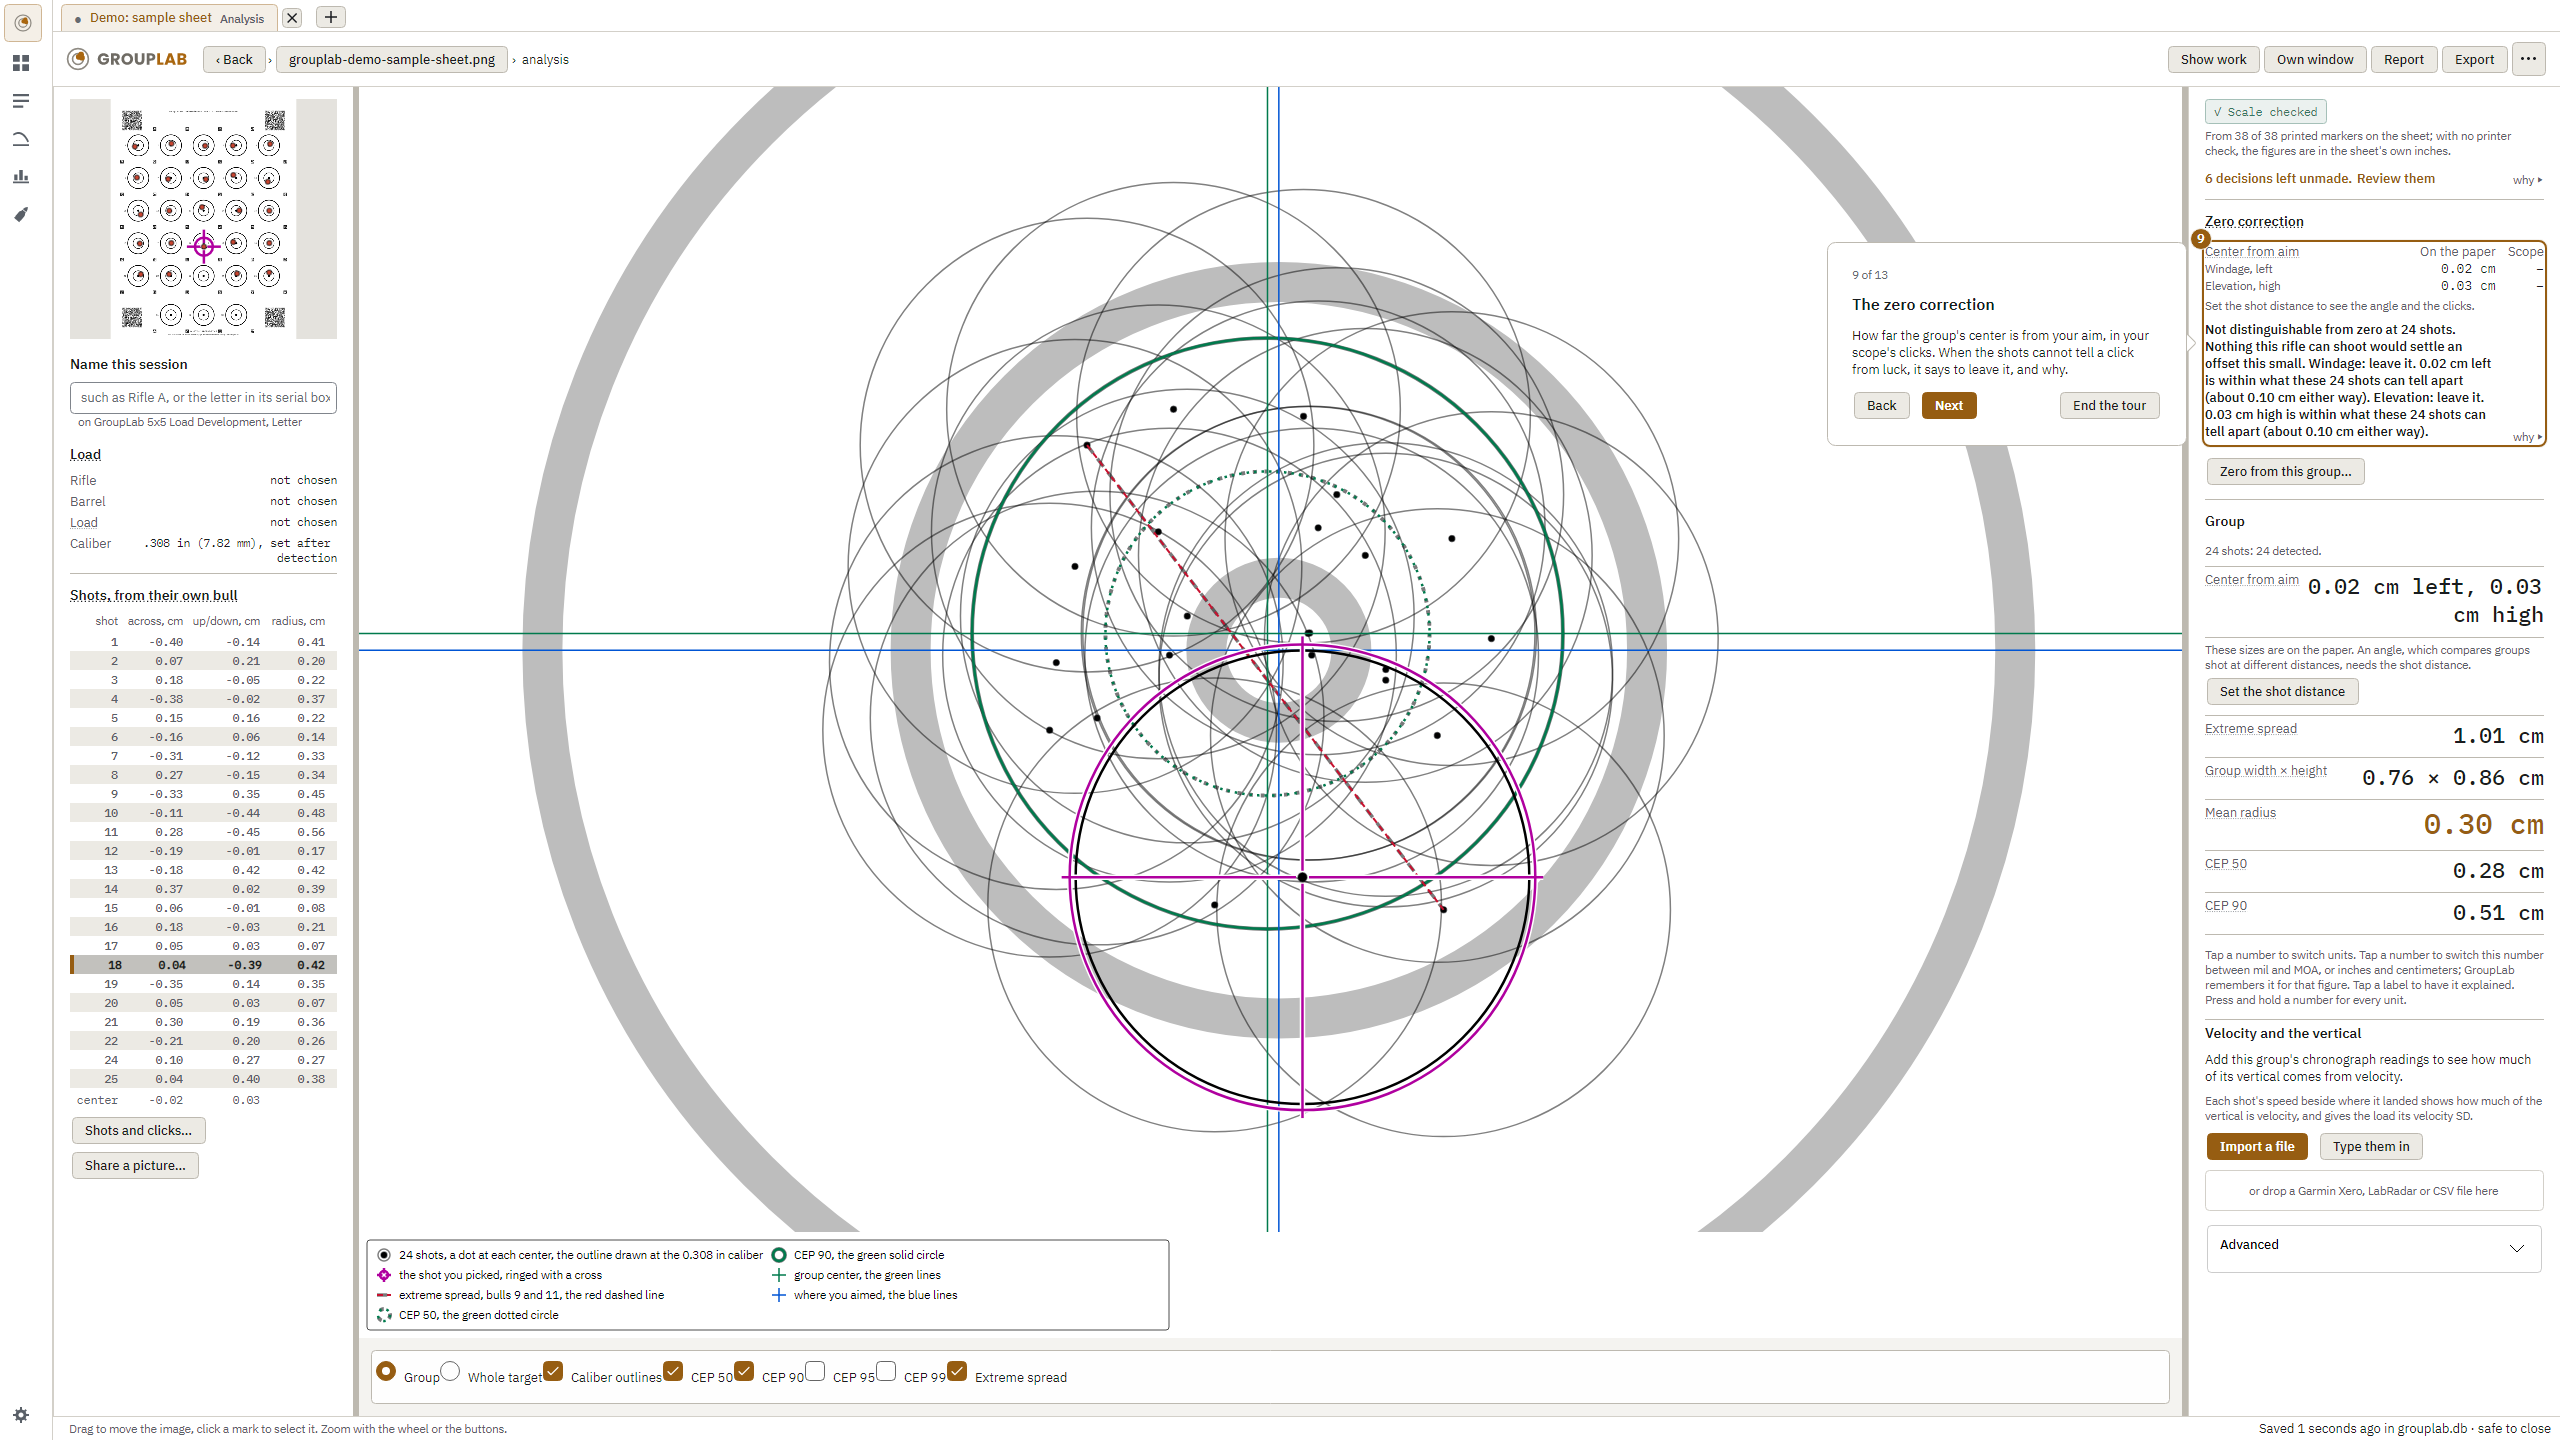 Demo: sample sheet Analysis
GROUPLAB
‹ Back › grouplab-demo-sample-sheet.png › analysis
Show work
Own window
Report
Export
Name this session
such as Rifle A, or the letter in its serial box
on GroupLab 5x5 Load Development, Letter
Load
Rifle not chosen
Barrel not chosen
Load not chosen
Caliber .308 in (7.82 mm), set after
detection
Shots, from their own bull
shot across, cm up/down, cm radius, cm
1 -0.40 -0.14 0.41
2 0.07 0.21 0.20
3 0.18 -0.05 0.22
4 -0.38 -0.02 0.37
5 0.15 0.16 0.22
6 -0.16 0.06 0.14
7 -0.31 -0.12 0.33
8 0.27 -0.15 0.34
9 -0.33 0.35 0.45
10 -0.11 -0.44 0.48
11 0.28 -0.45 0.56
12 -0.19 -0.01 0.17
13 -0.18 0.42 0.42
14 0.37 0.02 0.39
15 0.06 -0.01 0.08
16 0.18 -0.03 0.21
17 0.05 0.03 0.07
18 0.04 -0.39 0.42
19 -0.35 0.14 0.35
20 0.05 0.03 0.07
21 0.30 0.19 0.36
22 -0.21 0.20 0.26
24 0.10 0.27 0.27
25 0.04 0.40 0.38
center -0.02 0.03
Shots and clicks...
Share a picture...
24 shots, a dot at each center, the outline drawn at the 0.308 in caliber
the shot you picked, ringed with a cross
extreme spread, bulls 9 and 11, the red dashed line
CEP 50, the green dotted circle
CEP 90, the green solid circle
group center, the green lines
where you aimed, the blue lines
Group Whole target Caliber outlines CEP 50 CEP 90 CEP 95 CEP 99 Extreme spread
9 of 13
The zero correction
How far the group's center is from your aim, in your
scope's clicks. When the shots cannot tell a click
from luck, it says to leave it, and why.
Back
Next
End the tour
√ Scale checked
From 38 of 38 printed markers on the sheet; with no printer
check, the figures are in the sheet's own inches.
6 decisions left unmade. Review them why ▸
Zero correction
9
Center from aim On the paper Scope
Windage, left 0.02 cm –
Elevation, high 0.03 cm –
Set the shot distance to see the angle and the clicks.
Not distinguishable from zero at 24 shots.
Nothing this rifle can shoot would settle an
offset this small. Windage: leave it. 0.02 cm left
is within what these 24 shots can tell apart
(about 0.10 cm either way). Elevation: leave it.
0.03 cm high is within what these 24 shots can
tell apart (about 0.10 cm either way). why ▸
Zero from this group...
Group
24 shots: 24 detected.
Center from aim 0.02 cm left, 0.03
cm high
These sizes are on the paper. An angle, which compares groups
shot at different distances, needs the shot distance.
Set the shot distance
Extreme spread 1.01 cm
Group width × height 0.76 × 0.86 cm
Mean radius 0.30 cm
CEP 50 0.28 cm
CEP 90 0.51 cm
Tap a number to switch units. Tap a number to switch this number
between mil and MOA, or inches and centimeters; GroupLab
remembers it for that figure. Tap a label to have it explained.
Press and hold a number for every unit.
Velocity and the vertical
Add this group's chronograph readings to see how much
of its vertical comes from velocity.
Each shot's speed beside where it landed shows how much of the
vertical is velocity, and gives the load its velocity SD.
Import a file
Type them in
or drop a Garmin Xero, LabRadar or CSV file here
Advanced
Drag to move the image, click a mark to select it. Zoom with the wheel or the buttons.
Saved 1 seconds ago in grouplab.db · safe to close